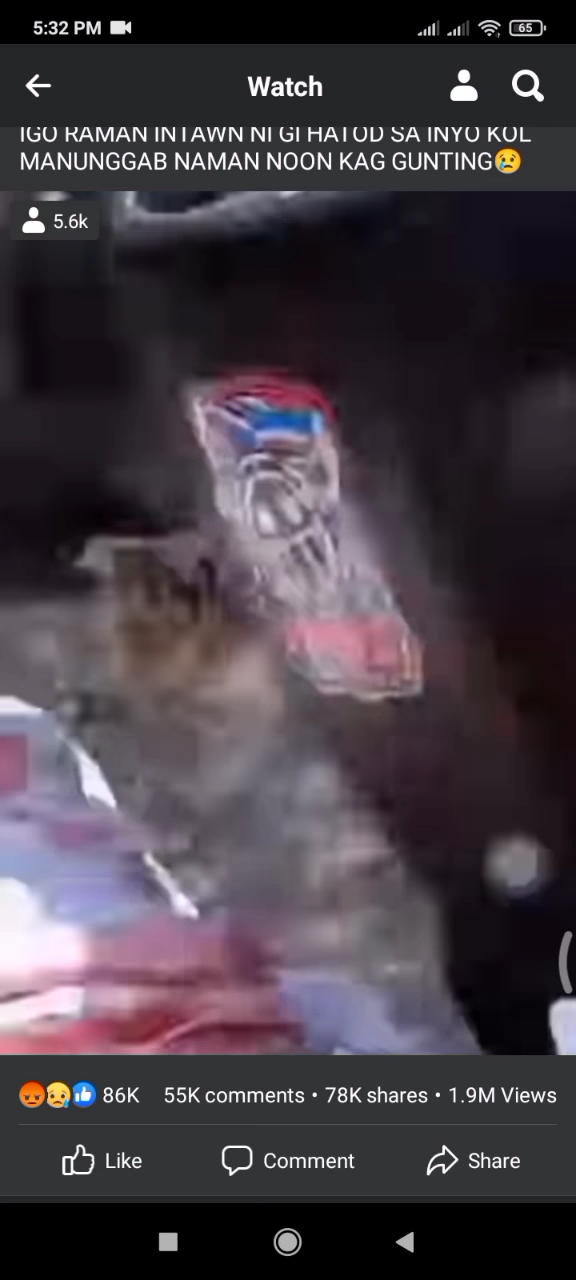 5:32 PM
65
Watch
IGO RAMAN INTAWN NI GI HATOD SA INYO KOL
MANUNGGAB NAMAN NOON KAG GUNTING😢
5.6k
86K 55K comments • 78K shares • 1.9M Views
Like Comment Share